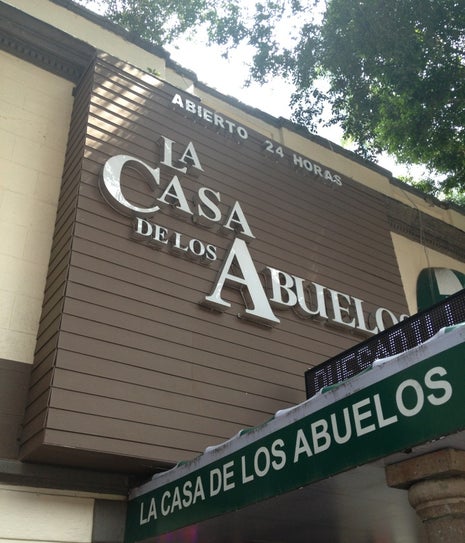 ABIERTO 24 HORAS
LA
CASA
DE LOS
ABUELOS
LA CASA DE LOS ABUELOS